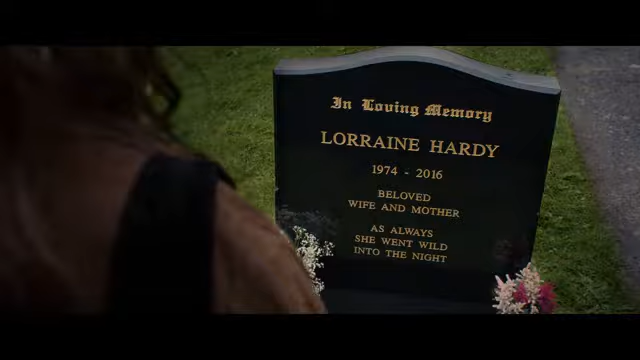 In Loving Memory
LORRAINE HARDY
1974 - 2016
BELOVED
WIFE AND MOTHER
AS ALWAYS
SHE WENT WILD
INTO THE NIGHT